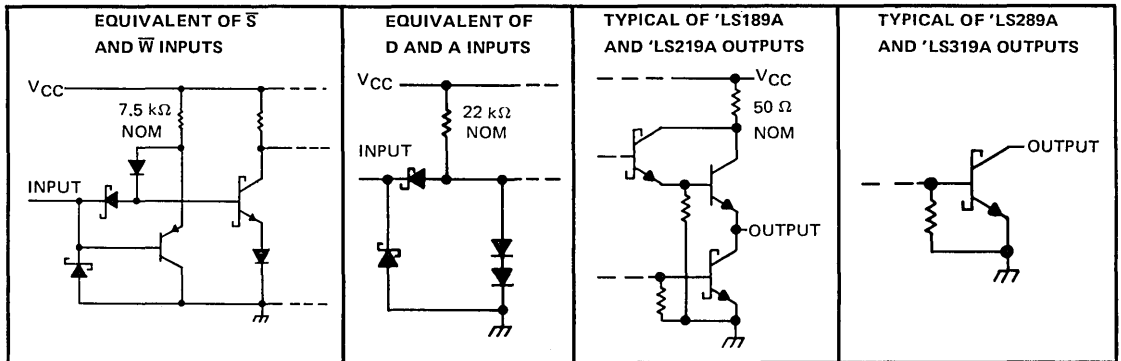 EQUIVALENT OF S̅
AND W̅ INPUTS
VCC
7.5 kΩ
NOM
INPUT
EQUIVALENT OF
D AND A INPUTS
VCC
22 kΩ
NOM
INPUT
TYPICAL OF 'LS189A
AND 'LS219A OUTPUTS
VCC
50 Ω
NOM
OUTPUT
TYPICAL OF 'LS289A
AND 'LS319A OUTPUTS
OUTPUT